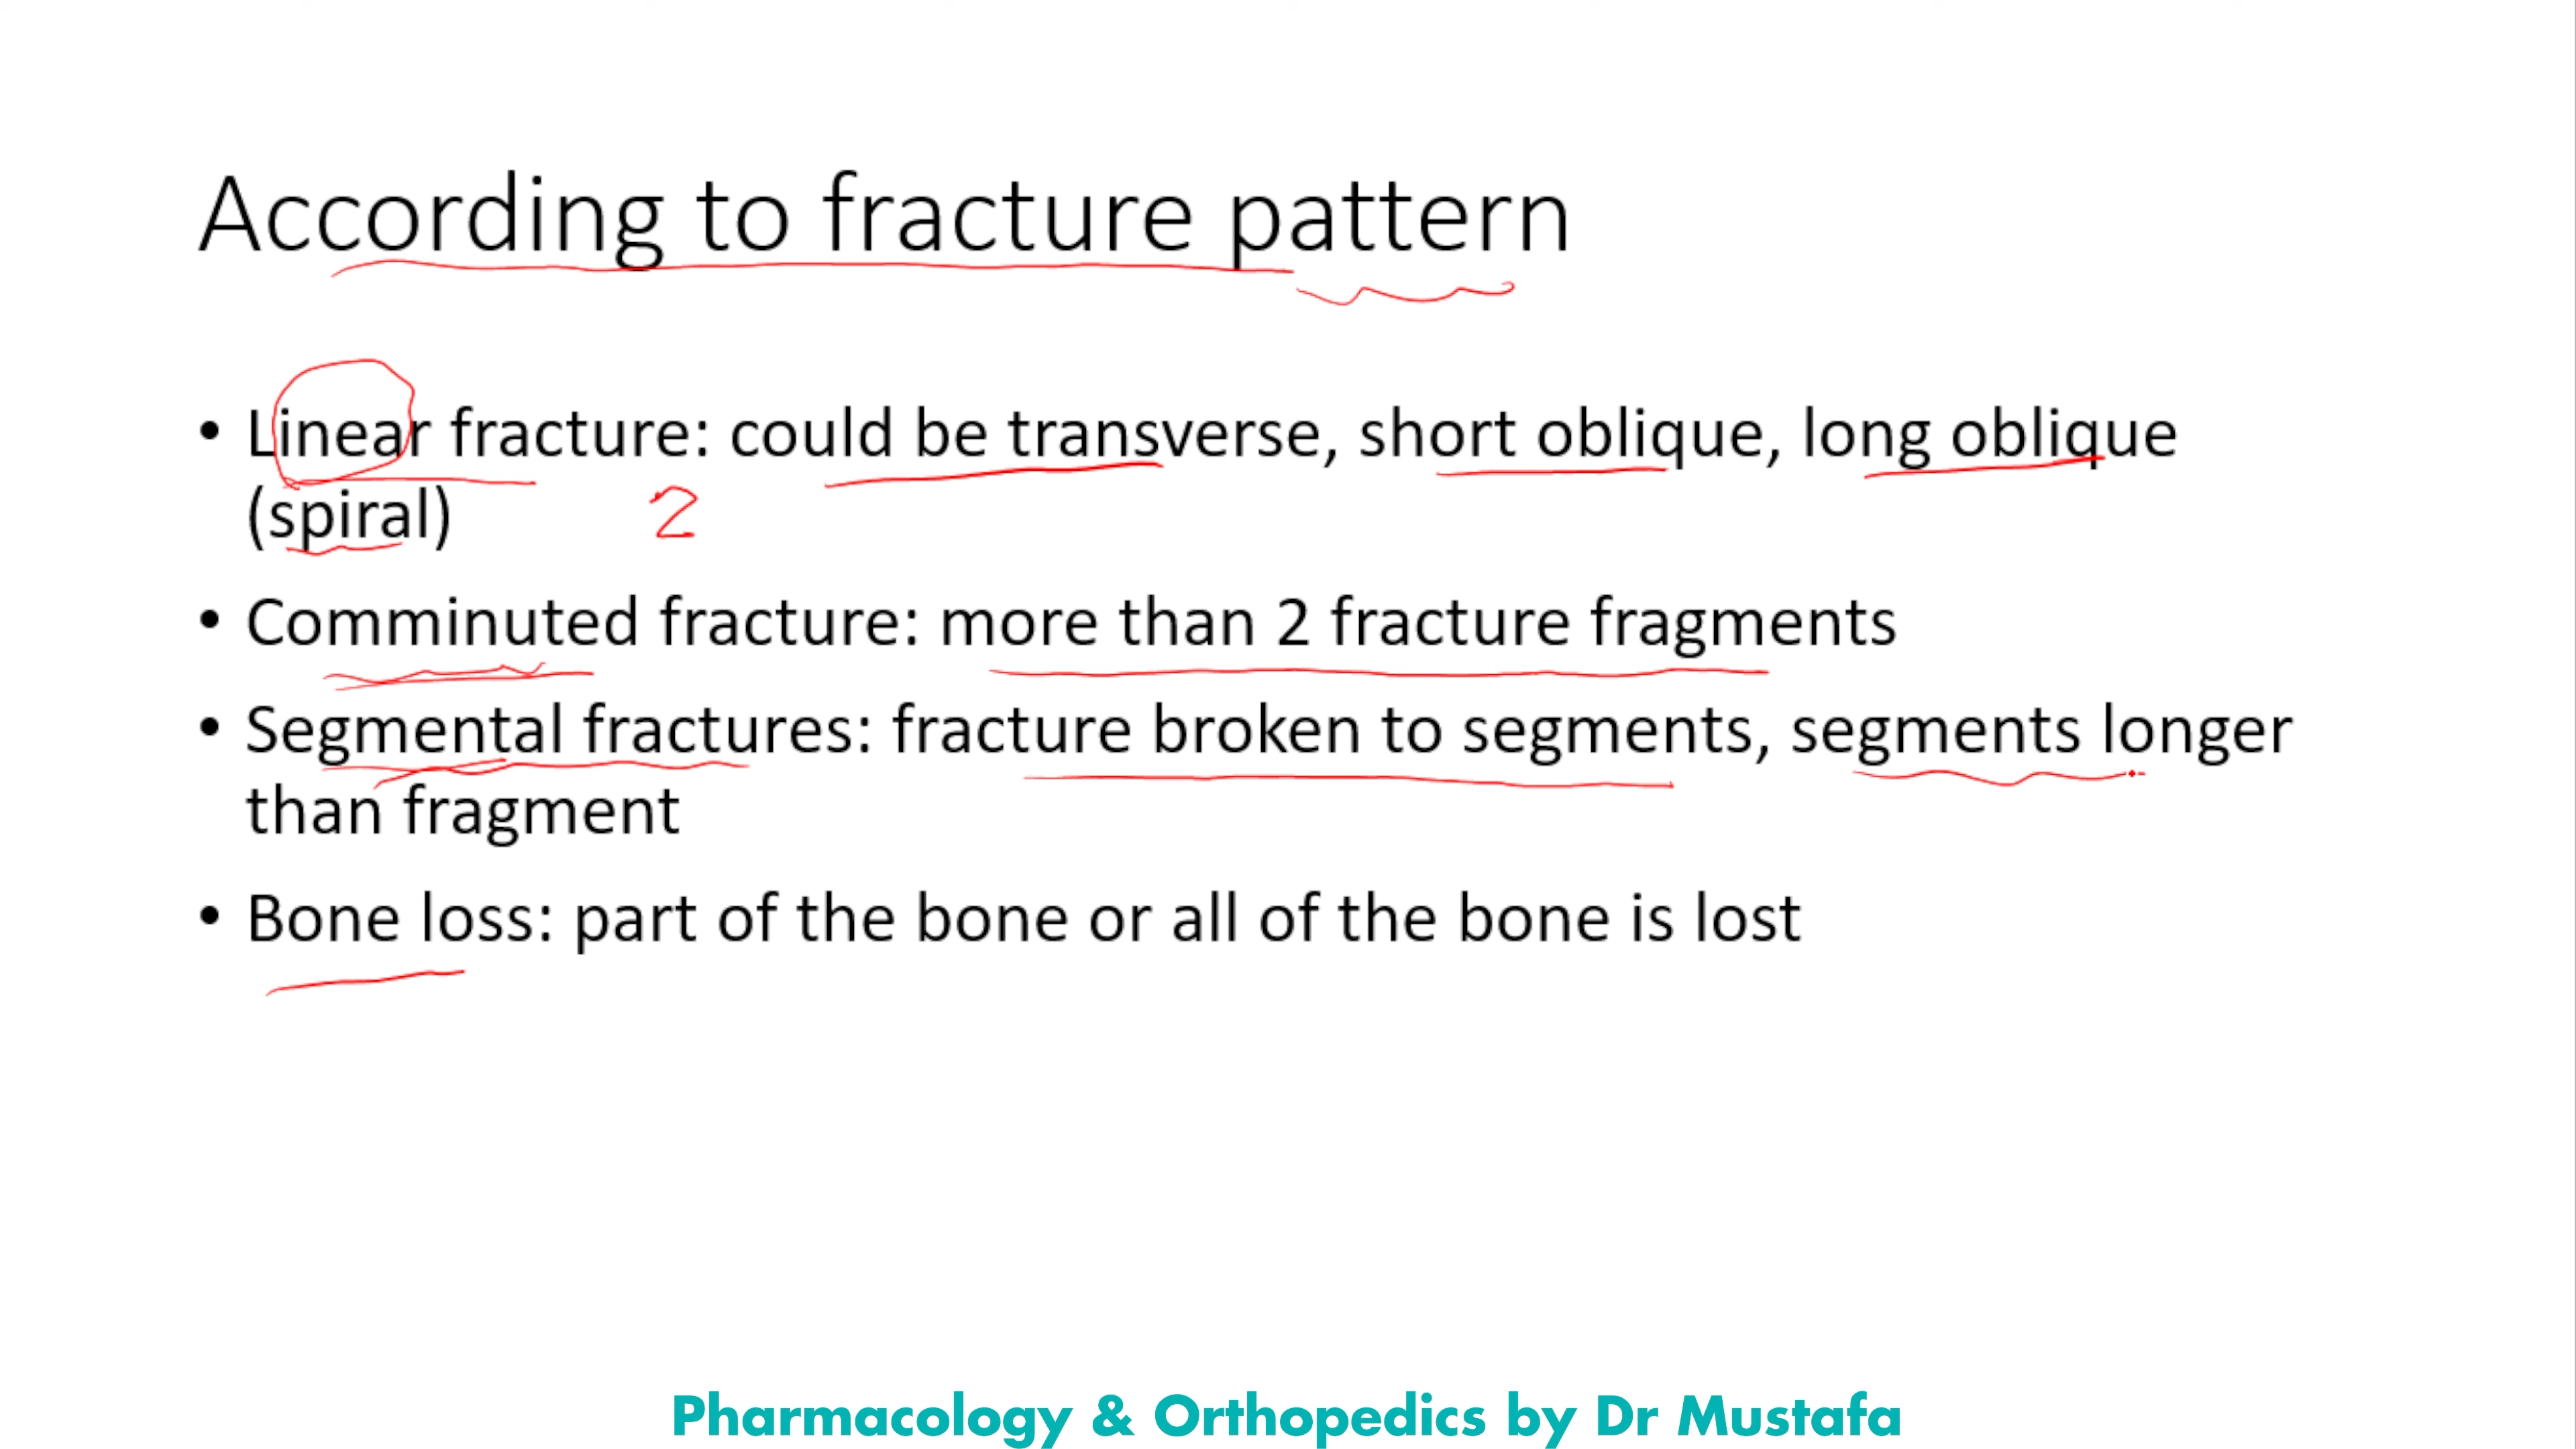 According to fracture pattern
• Linear fracture: could be transverse, short oblique, long oblique
(spiral)
2
• Comminuted fracture: more than 2 fracture fragments
• Segmental fractures: fracture broken to segments, segments longer
than fragment
• Bone loss: part of the bone or all of the bone is lost
Pharmacology & Orthopedics by Dr Mustafa